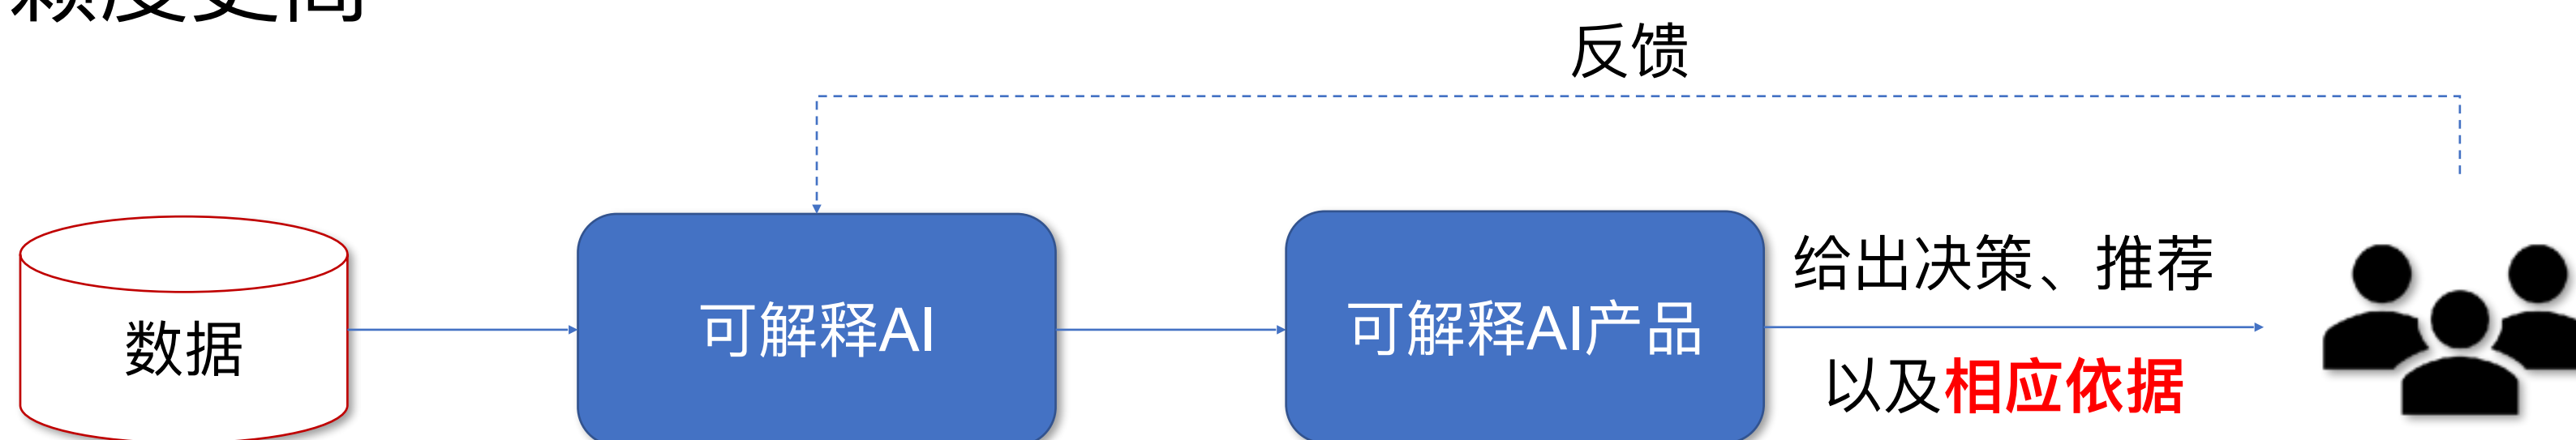 反馈
给出决策、推荐
数据
可解释AI
可解释AI产品
以及相应依据